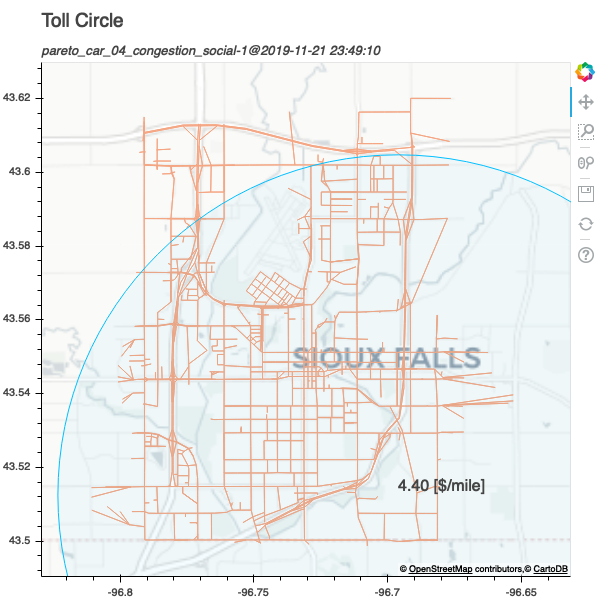 Toll Circle
pareto_car_04_congestion_social-1@2019-11-21 23:49:10
43.62
43.6
43.58
43.56
SIOUX FALLS
43.54
43.52
4.40 [$/mile]
43.5
© OpenStreetMap contributors,© CartoDB
-96.8
-96.75
-96.7
-96.65